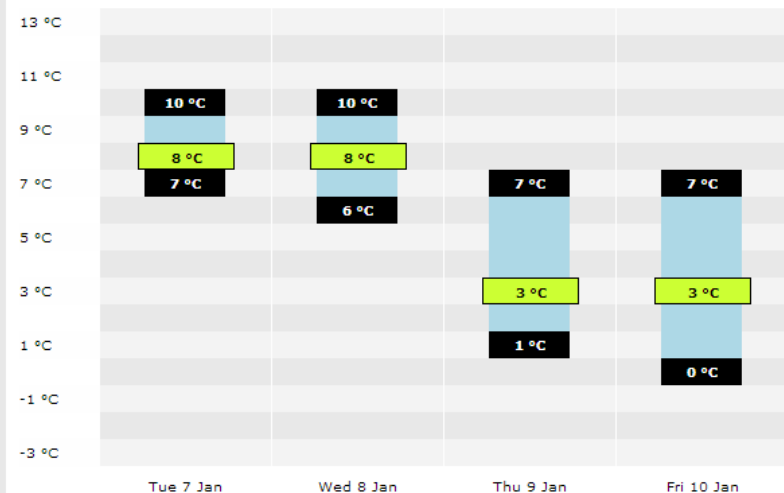 13 °C
11 °C
10 °C 10 °C
9 °C
8 °C 8 °C
7 °C 7 °C 7 °C 7 °C
6 °C
5 °C
3 °C 3 °C 3 °C
1 °C 1 °C
0 °C
-1 °C
-3 °C
Tue 7 Jan Wed 8 Jan Thu 9 Jan Fri 10 Jan